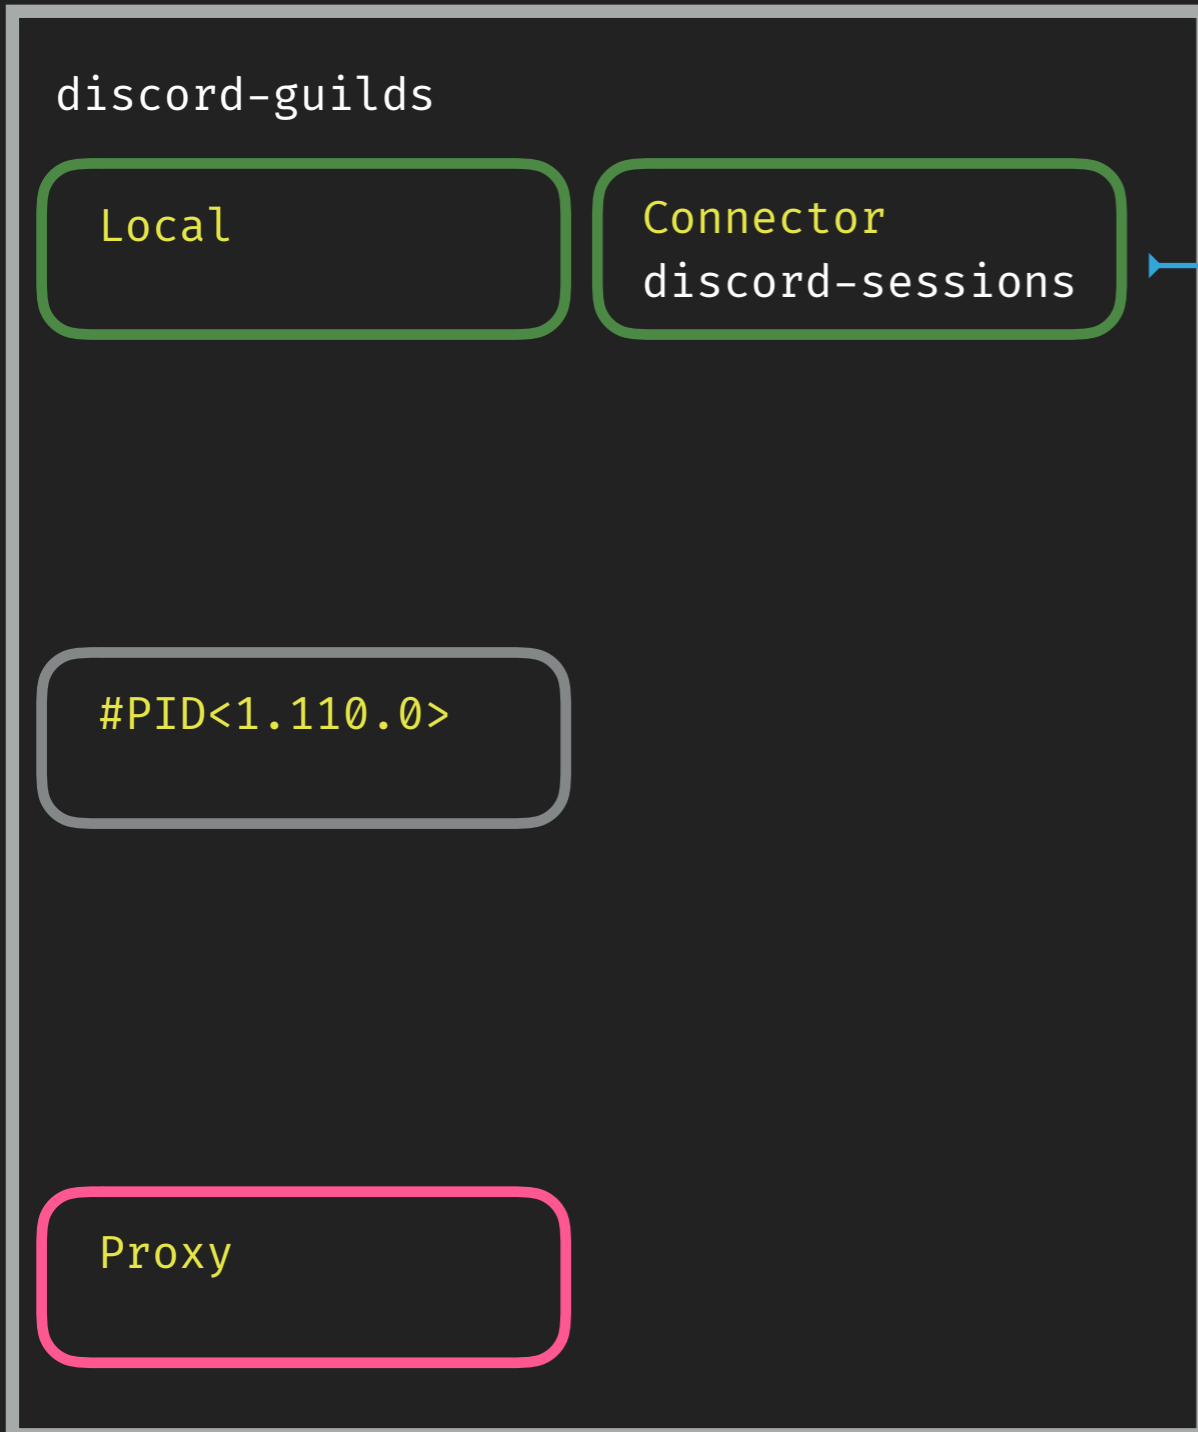 discord-guilds
Local
Connector
discord-sessions
#PID<1.110.0>
Proxy